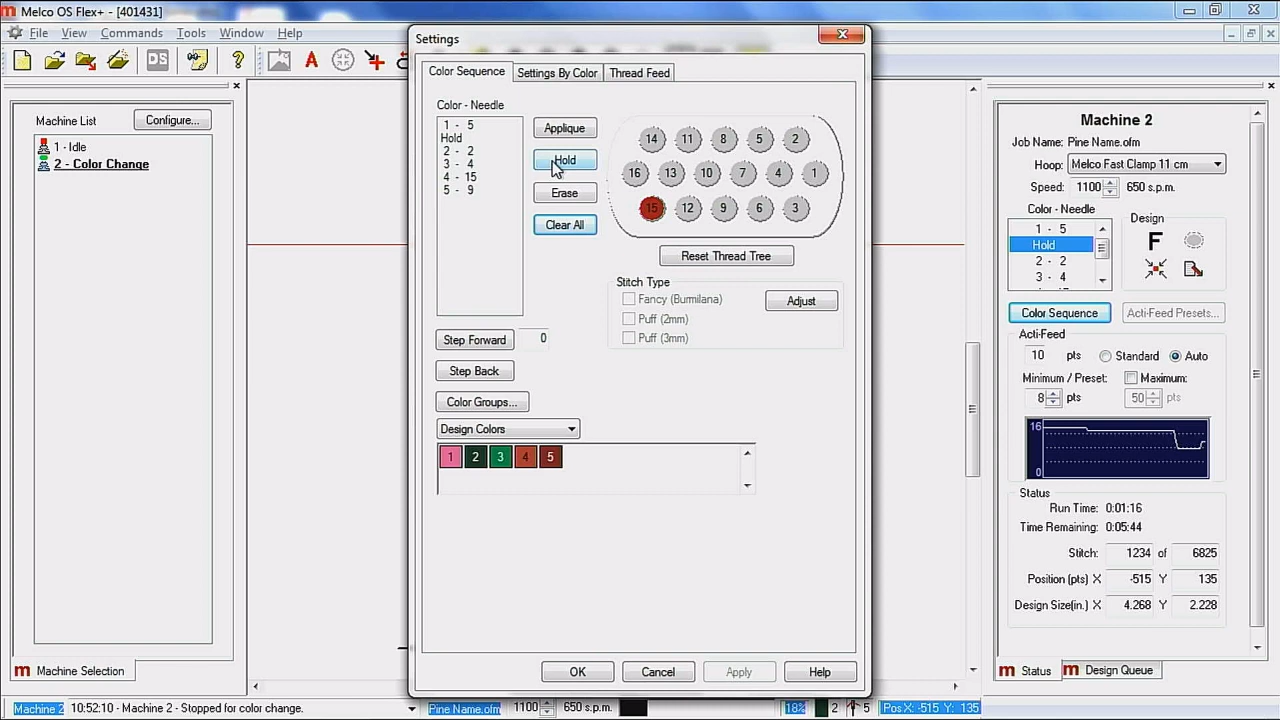 Melco OS Flex+ - [401431]
File View Commands Tools Window Help
DS A ?
Machine List Configure...
1 - Idle
2 - Color Change
m Machine Selection
Settings
Color Sequence Settings By Color Thread Feed
Color - Needle
1 - 5
Hold
2 - 2
3 - 4
4 - 15
5 - 9
Applique
Hold
Erase
Clear All
14 11 8 5 2
16 13 10 7 4 1
15 12 9 6 3
Reset Thread Tree
Stitch Type
Fancy (Burmilana) Adjust
Puff (2mm)
Puff (3mm)
Step Forward 0
Step Back
Color Groups...
Design Colors
1 2 3 4 5
OK Cancel Apply Help
Machine 2
Job Name: Pine Name.ofm
Hoop: Melco Fast Clamp 11 cm
Speed: 1100 650 s.p.m.
Color - Needle Design
1 - 5
Hold
2 - 2
3 - 4
F
Color Sequence Acti-Feed Presets...
Acti-Feed
10 pts Standard Auto
Minimum / Preset: Maximum:
8 pts 50 pts
16
0
Status
Run Time: 0:01:16
Time Remaining: 0:05:44
Stitch: 1234 of 6825
Position (pts) X -515 Y 135
Design Size(in.) X 4.268 Y 2.228
m Status m Design Queue
Machine 2 10:52:10 - Machine 2 - Stopped for color change. Pine Name.ofm 1100 650 s.p.m. 18% 2 5 Pos X: -515 Y: 135